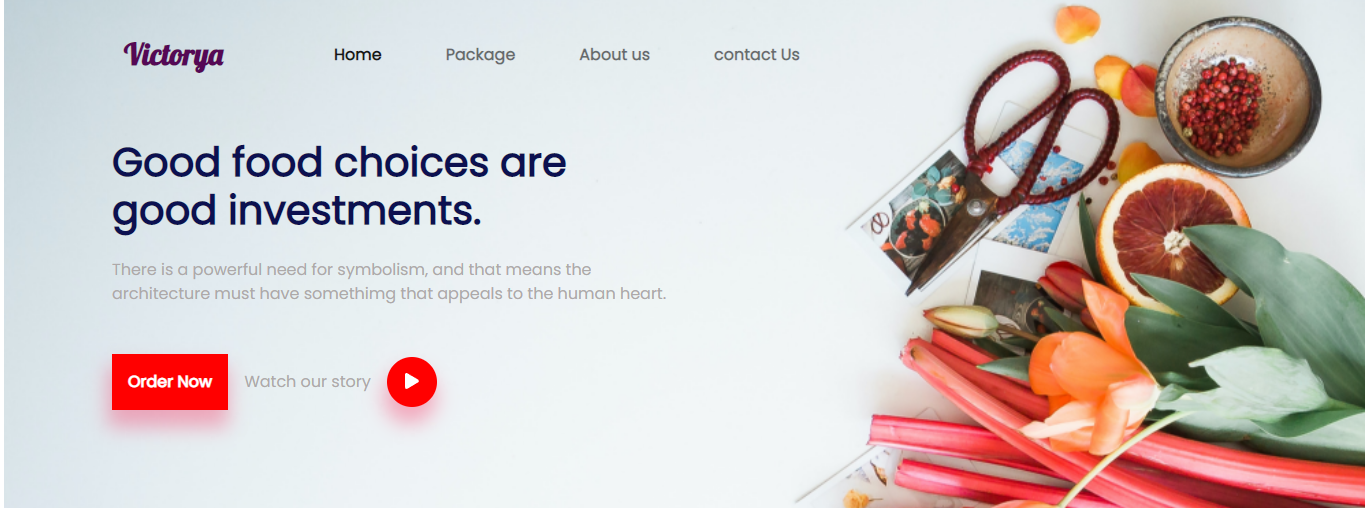 Victorya
Home Package About us contact Us
Good food choices are
good investments.
There is a powerful need for symbolism, and that means the
architecture must have somethimg that appeals to the human heart.
Order Now Watch our story